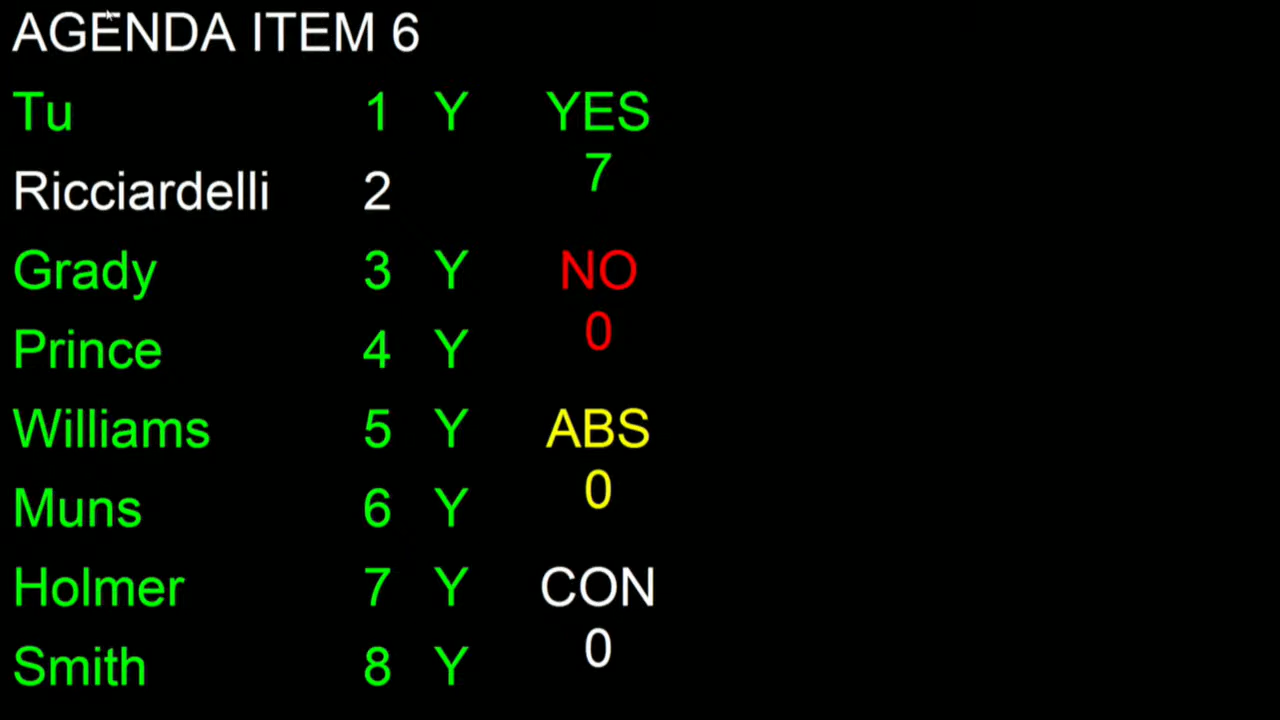 AGENDA ITEM 6
Tu 1 Y YES
7
Ricciardelli 2
Grady 3 Y NO
0
Prince 4 Y
Williams 5 Y ABS
0
Muns 6 Y
Holmer 7 Y CON
0
Smith 8 Y